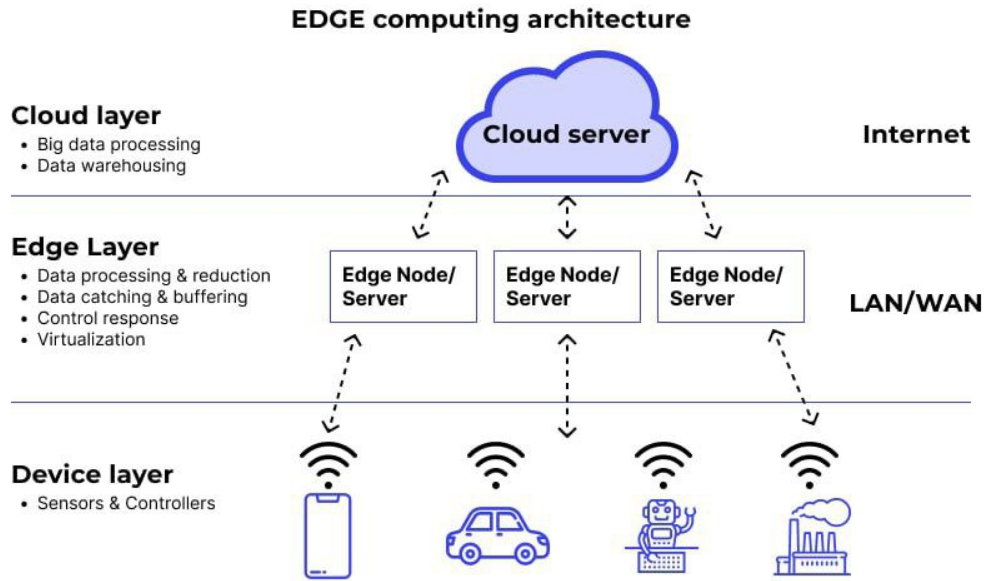 EDGE computing architecture
Cloud layer
• Big data processing
• Data warehousing
Cloud server
Internet
Edge Layer
• Data processing & reduction
• Data catching & buffering
• Control response
• Virtualization
Edge Node/
Server
Edge Node/
Server
Edge Node/
Server
LAN/WAN
Device layer
• Sensors & Controllers